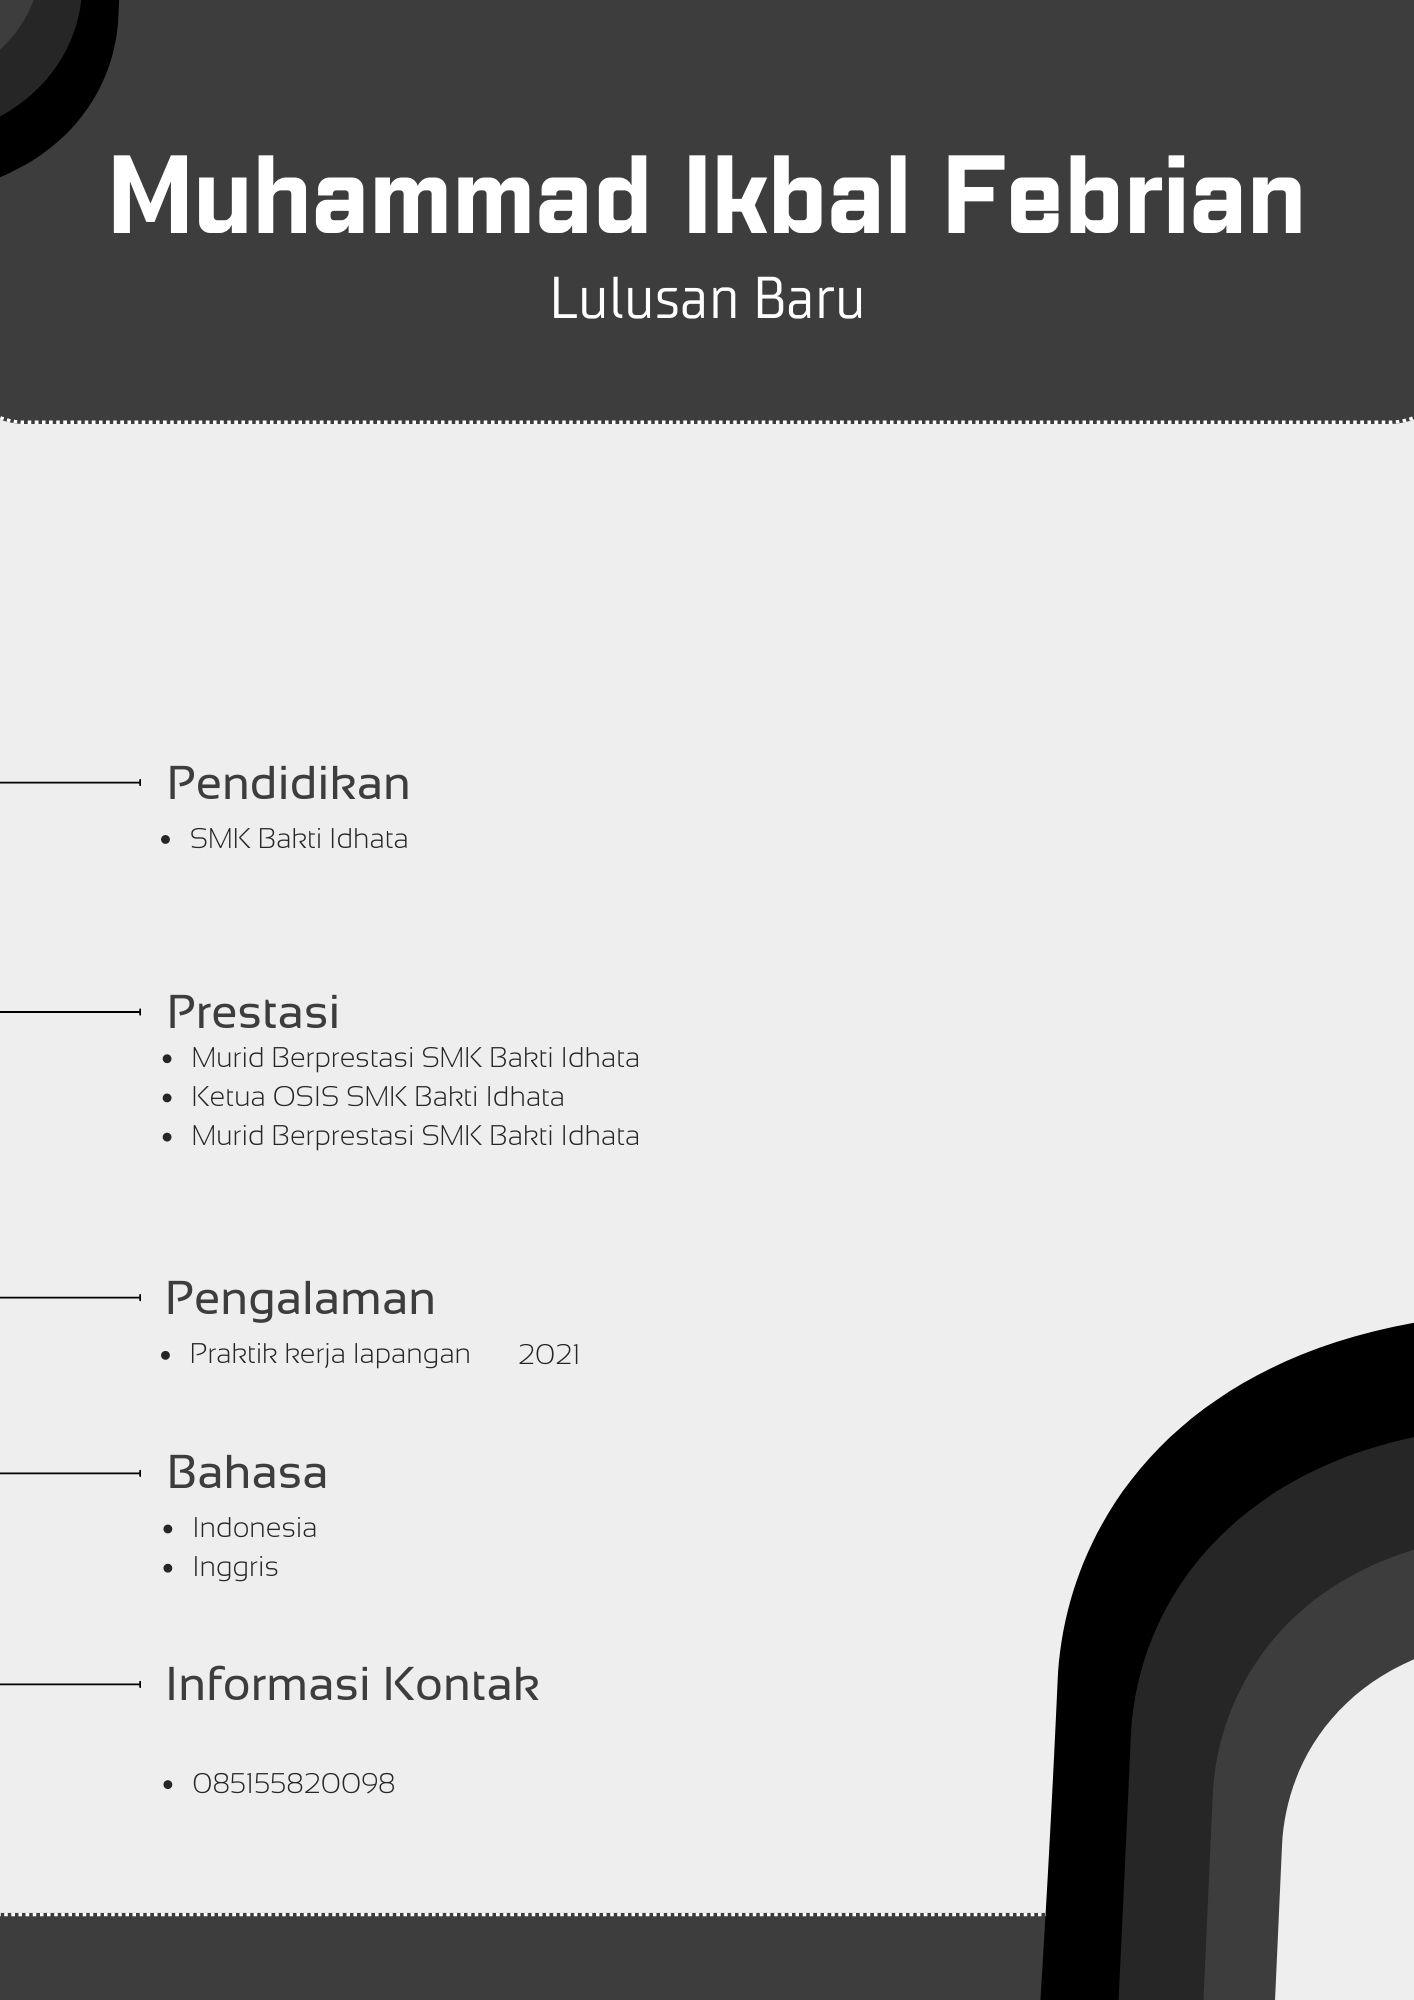 Muhammad Ikbal Febrian
Lulusan Baru
Pendidikan
• SMK Bakti Idhata
Prestasi
• Murid Berprestasi SMK Bakti Idhata
• Ketua OSIS SMK Bakti Idhata
• Murid Berprestasi SMK Bakti Idhata
Pengalaman
• Praktik kerja lapangan 2021
Bahasa
• Indonesia
• Inggris
Informasi Kontak
• 085155820098